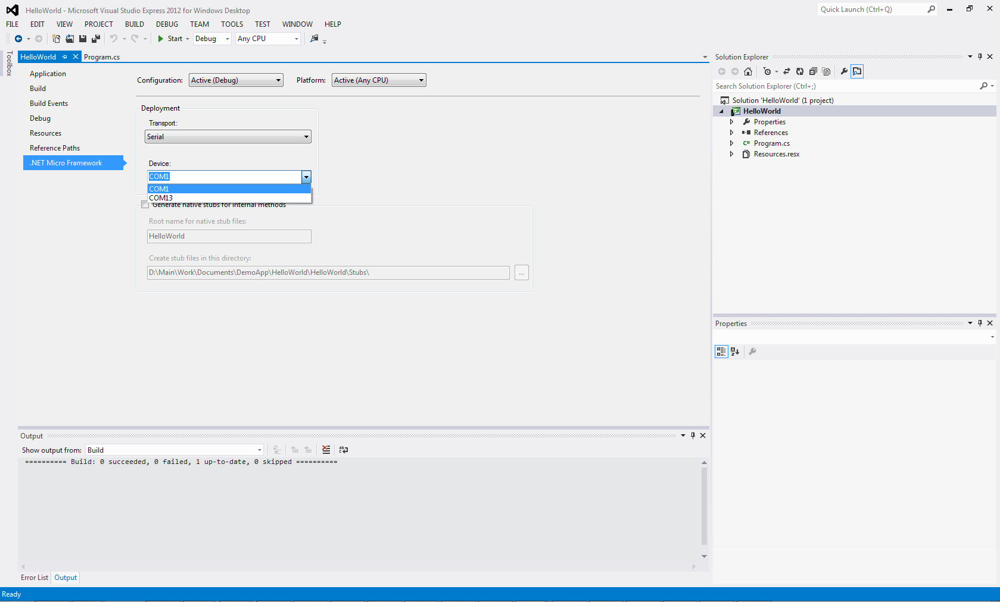 HelloWorld - Microsoft Visual Studio Express 2012 for Windows Desktop
Quick Launch (Ctrl+Q)
FILE EDIT VIEW PROJECT BUILD DEBUG TEAM TOOLS TEST WINDOW HELP
Start Debug Any CPU
Toolbox
HelloWorld Program.cs
Application
Build
Build Events
Debug
Resources
Reference Paths
.NET Micro Framework
Configuration: Active (Debug) Platform: Active (Any CPU)
Deployment
Transport:
Serial
Device:
COM1
COM1
COM13
Generate native stubs for internal methods
Root name for native stub files:
HelloWorld
Create stub files in this directory:
D:\Main\Work\Documents\DemoApp\HelloWorld\HelloWorld\Stubs\
...
Solution Explorer
Search Solution Explorer (Ctrl+;)
Solution 'HelloWorld' (1 project)
HelloWorld
Properties
References
Program.cs
Resources.resx
Properties
Output
Show output from: Build
========== Build: 0 succeeded, 0 failed, 1 up-to-date, 0 skipped ==========
Error List Output
Ready